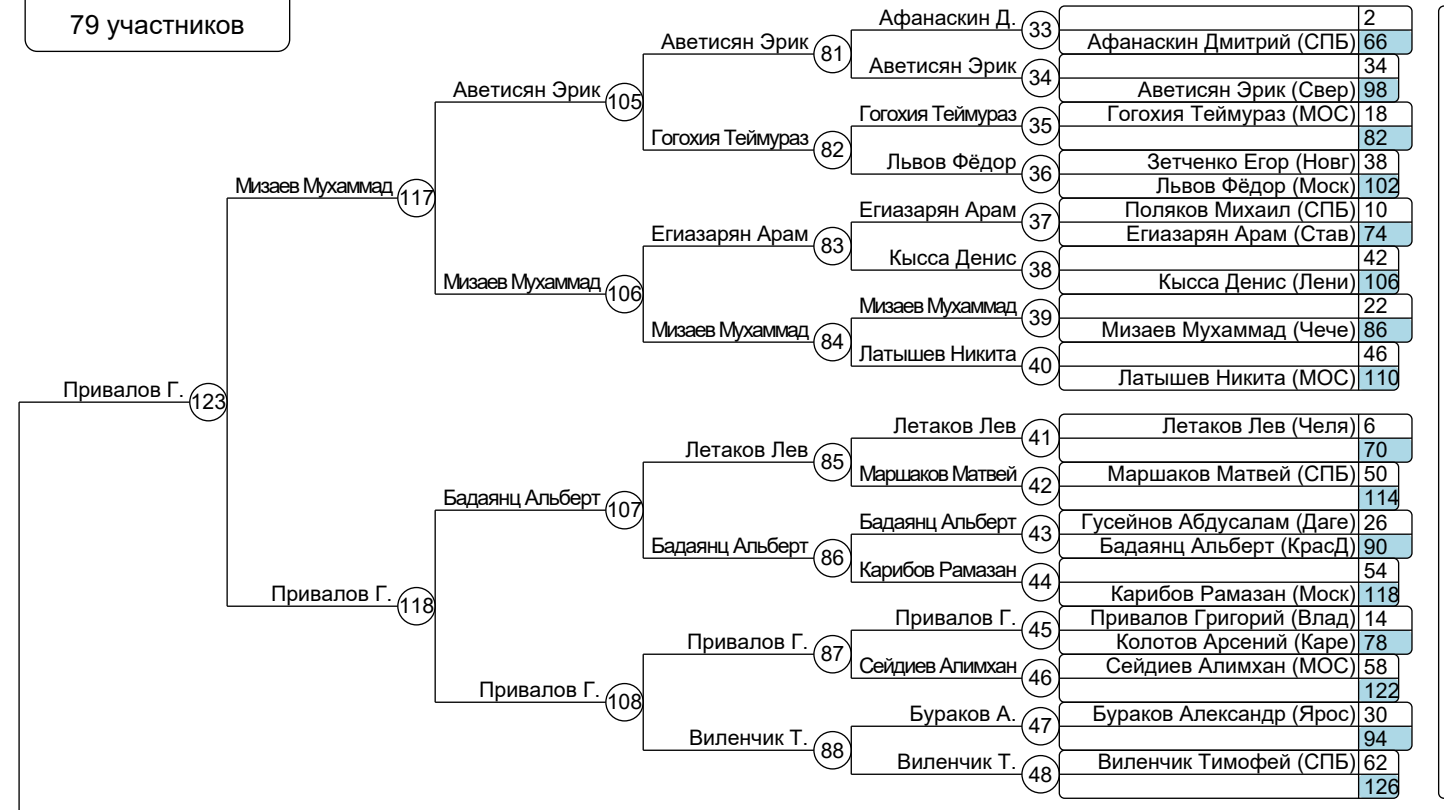 79 участников
Афанаскин Д. 33 2
Аветисян Эрик 81 Афанаскин Дмитрий (СПБ) 66
Аветисян Эрик 34 34
Аветисян Эрик 105 Аветисян Эрик (Свер) 98
Гогохия Теймураз 35 Гогохия Теймураз (МОС) 18
Гогохия Теймураз 82 82
Львов Фёдор 36 Зетченко Егор (Новг) 38
Мизаев Мухаммад 117 Львов Фёдор (Моск) 102
Егиазарян Арам 37 Поляков Михаил (СПБ) 10
Егиазарян Арам 83 Егиазарян Арам (Став) 74
Кысса Денис 38 42
Мизаев Мухаммад 106 Кысса Денис (Лени) 106
Мизаев Мухаммад 39 22
Мизаев Мухаммад 84 Мизаев Мухаммад (Чече) 86
Латышев Никита 40 46
Латышев Никита (МОС) 110
Привалов Г. 123
Летаков Лев 41 Летаков Лев (Челя) 6
Летаков Лев 85 70
Маршаков Матвей 42 Маршаков Матвей (СПБ) 50
Бадаянц Альберт 107 114
Бадаянц Альберт 43 Гусейнов Абдусалам (Даге) 26
Бадаянц Альберт 86 Бадаянц Альберт (КрасД) 90
Карибов Рамазан 44 54
Привалов Г. 118 Карибов Рамазан (Моск) 118
Привалов Г. 45 Привалов Григорий (Влад) 14
Привалов Г. 87 Колотов Арсений (Каре) 78
Сейдиев Алимхан 46 Сейдиев Алимхан (МОС) 58
Привалов Г. 108 122
Бураков А. 47 Бураков Александр (Ярос) 30
Виленчик Т. 88 94
Виленчик Т. 48 Виленчик Тимофей (СПБ) 62
126